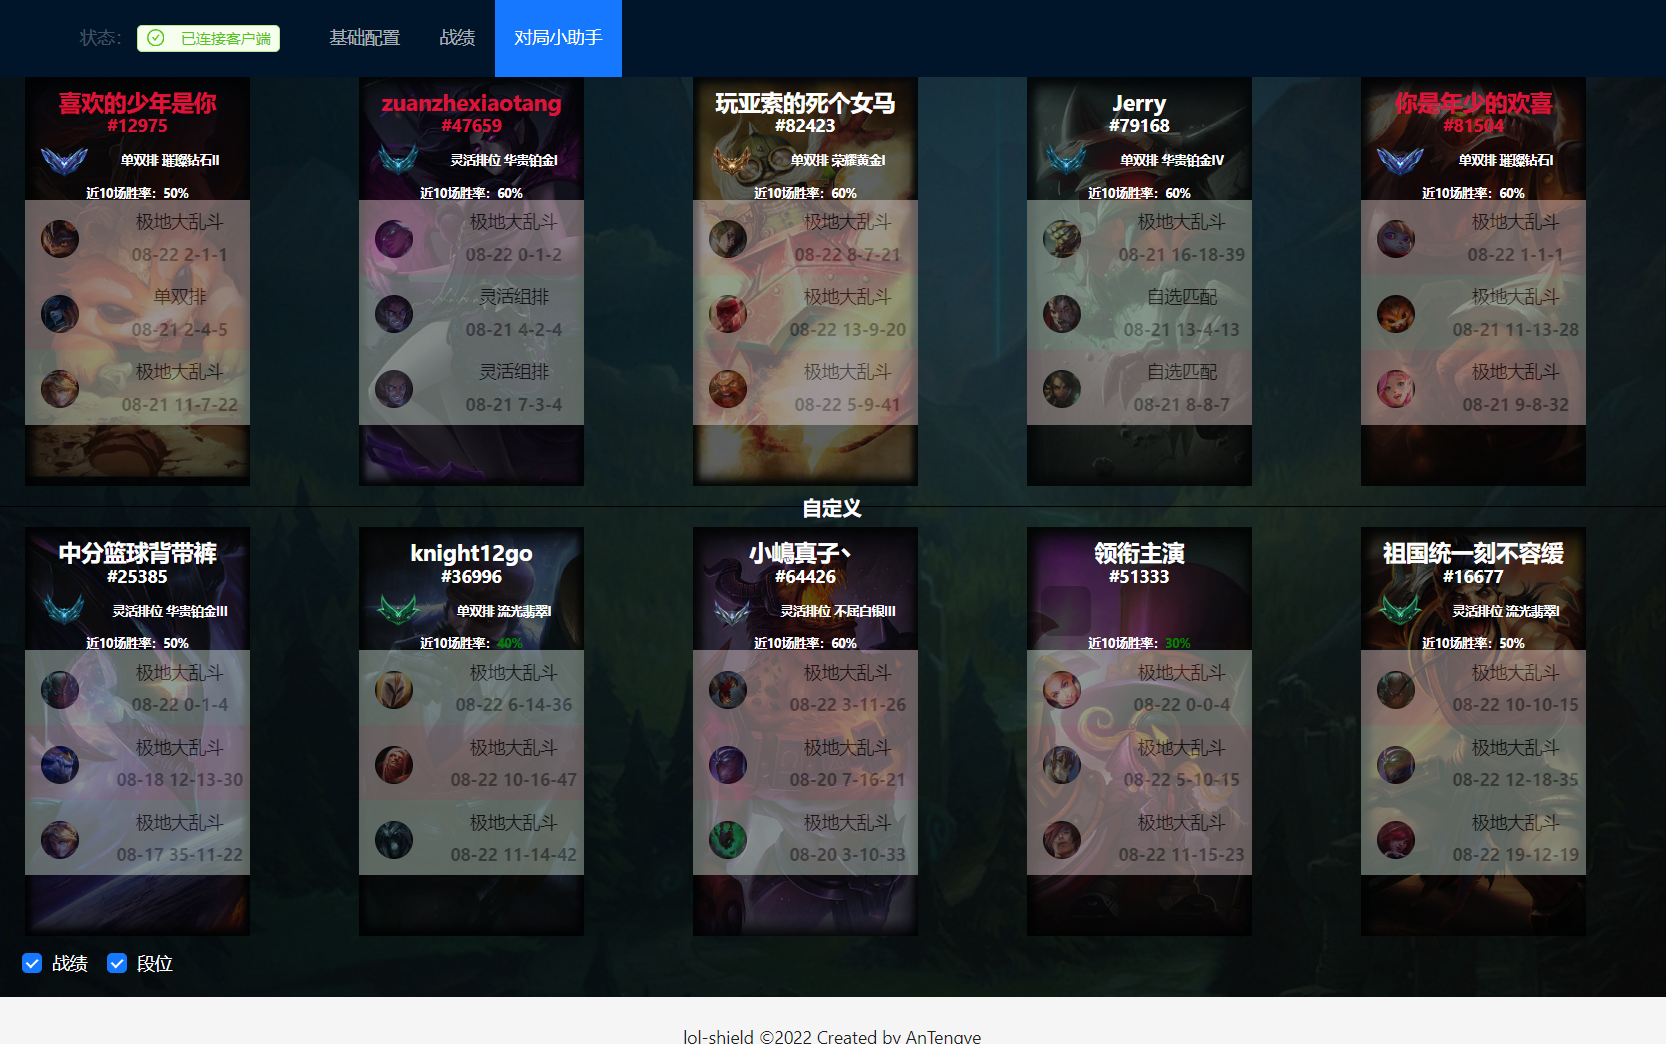 状态： 已连接客户端 基础配置 战绩 对局小助手
喜欢的少年是你
#12975
单双排 璀璨钻石II
近10场胜率：50%
极地大乱斗
08-22 2-1-1
单双排
08-21 2-4-5
极地大乱斗
08-21 11-7-22
zuanzhexiaotang
#47659
灵活排位 华贵铂金I
近10场胜率：60%
极地大乱斗
08-22 0-1-2
灵活组排
08-21 4-2-4
灵活组排
08-21 7-3-4
玩亚索的死个女马
#82423
单双排 荣耀黄金I
近10场胜率：60%
极地大乱斗
08-22 8-7-21
极地大乱斗
08-22 13-9-20
极地大乱斗
08-22 5-9-41
Jerry
#79168
单双排 华贵铂金IV
近10场胜率：60%
极地大乱斗
08-21 16-18-39
自选匹配
08-21 13-4-13
自选匹配
08-21 8-8-7
你是年少的欢喜
#81504
单双排 璀璨钻石I
近10场胜率：60%
极地大乱斗
08-22 1-1-1
极地大乱斗
08-21 11-13-28
极地大乱斗
08-21 9-8-32
自定义
中分篮球背带裤
#25385
灵活排位 华贵铂金III
近10场胜率：50%
极地大乱斗
08-22 0-1-4
极地大乱斗
08-18 12-13-30
极地大乱斗
08-17 35-11-22
knight12go
#36996
单双排 流光翡翠I
近10场胜率：40%
极地大乱斗
08-22 6-14-36
极地大乱斗
08-22 10-16-47
极地大乱斗
08-22 11-14-42
小嶋真子丶
#64426
灵活排位 不屈白银III
近10场胜率：60%
极地大乱斗
08-22 3-11-26
极地大乱斗
08-20 7-16-21
极地大乱斗
08-20 3-10-33
领衔主演
#51333
近10场胜率：30%
极地大乱斗
08-22 0-0-4
极地大乱斗
08-22 5-10-15
极地大乱斗
08-22 11-15-23
祖国统一刻不容缓
#16677
灵活排位 流光翡翠I
近10场胜率：50%
极地大乱斗
08-22 10-10-15
极地大乱斗
08-22 12-18-35
极地大乱斗
08-22 19-12-19
战绩 段位
lol-shield ©2022 Created by AnTengye